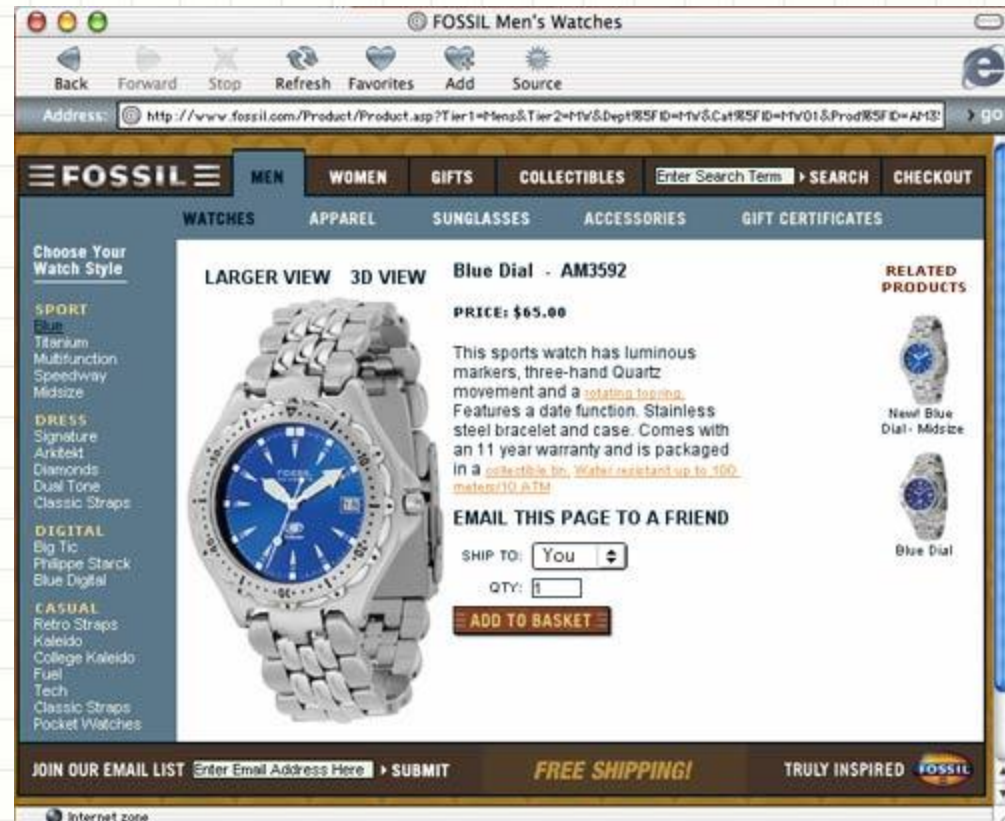 FOSSIL Men's Watches
Back Forward Stop Refresh Favorites Add Source
Address: http://www.fossil.com/Product/Product.asp?Tier1=Mens&Tier2=MW&Dept%5FID=MW&Cat%5FID=MW01&Prod%5FID=AM35 go
FOSSIL MEN WOMEN GIFTS COLLECTIBLES Enter Search Term SEARCH CHECKOUT
WATCHES APPAREL SUNGLASSES ACCESSORIES GIFT CERTIFICATES
Choose Your
Watch Style
SPORT
Blue
Titanium
Multifunction
Speedway
Midsize
DRESS
Signature
Arkitekt
Diamonds
Dual Tone
Classic Straps
DIGITAL
Big Tic
Philippe Starck
Blue Digital
CASUAL
Retro Straps
Kaleido
College Kaleido
Fuel
Tech
Classic Straps
Pocket Watches
LARGER VIEW 3D VIEW
FOSSIL
Blue Dial - AM3592
PRICE: $65.00
This sports watch has luminous
markers, three-hand Quartz
movement and a rotating topring.
Features a date function. Stainless
steel bracelet and case. Comes with
an 11 year warranty and is packaged
in a collectible tin. Water resistant up to 100
meters/10 ATM
EMAIL THIS PAGE TO A FRIEND
SHIP TO: You
QTY: 1
ADD TO BASKET
RELATED
PRODUCTS
New! Blue
Dial - Midsize
Blue Dial
JOIN OUR EMAIL LIST Enter Email Address Here SUBMIT FREE SHIPPING! TRULY INSPIRED FOSSIL
Internet zone